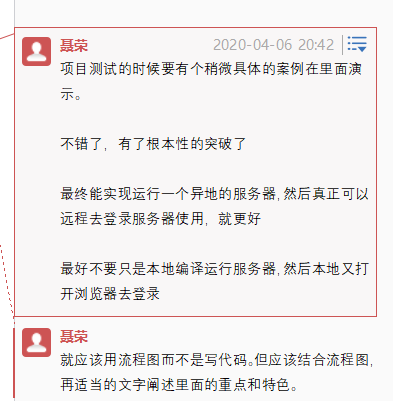 聂荣 2020-04-06 20:42
项目测试的时候要有个稍微具体的案例在里面演
示。
不错了，有了根本性的突破了
最终能实现运行一个异地的服务器,然后真正可以
远程去登录服务器使用，就更好
最好不要只是本地编译运行服务器,然后本地又打
开浏览器去登录
聂荣
就应该用流程图而不是写代码。但应该结合流程图,
再适当的文字阐述里面的重点和特色。